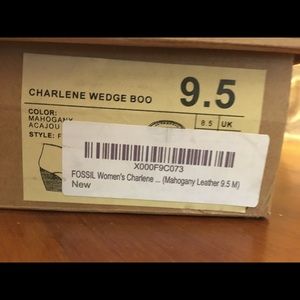 CHARLENE WEDGE BOO 9.5
COLOR:
MAHOGANY
ACAJOU
8.5 UK
STYLE: F
X000F9C073
FOSSIL Women's Charlene ... (Mahogany Leather 9.5 M)
New